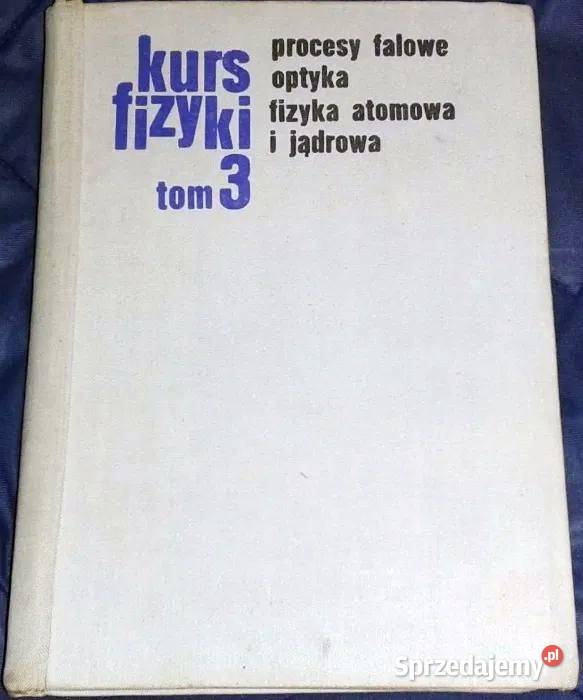 kurs
fizyki
tom 3
procesy falowe
optyka
fizyka atomowa
i jądrowa
Sprzedajemy.pl